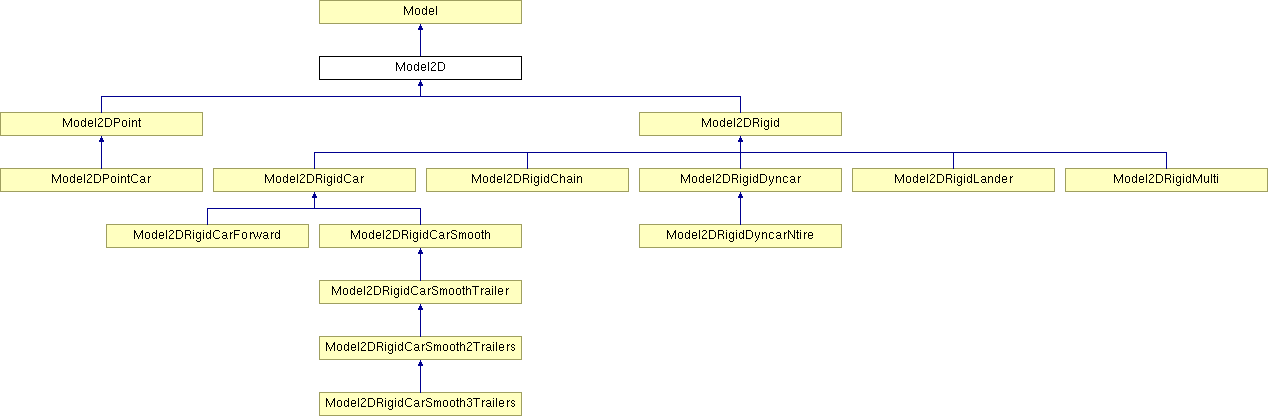 Model
Model2D
Model2DPoint
Model2DRigid
Model2DPointCar
Model2DRigidCar
Model2DRigidChain
Model2DRigidDyncar
Model2DRigidLander
Model2DRigidMulti
Model2DRigidCarForward
Model2DRigidCarSmooth
Model2DRigidDyncarNtire
Model2DRigidCarSmoothTrailer
Model2DRigidCarSmooth2Trailers
Model2DRigidCarSmooth3Trailers